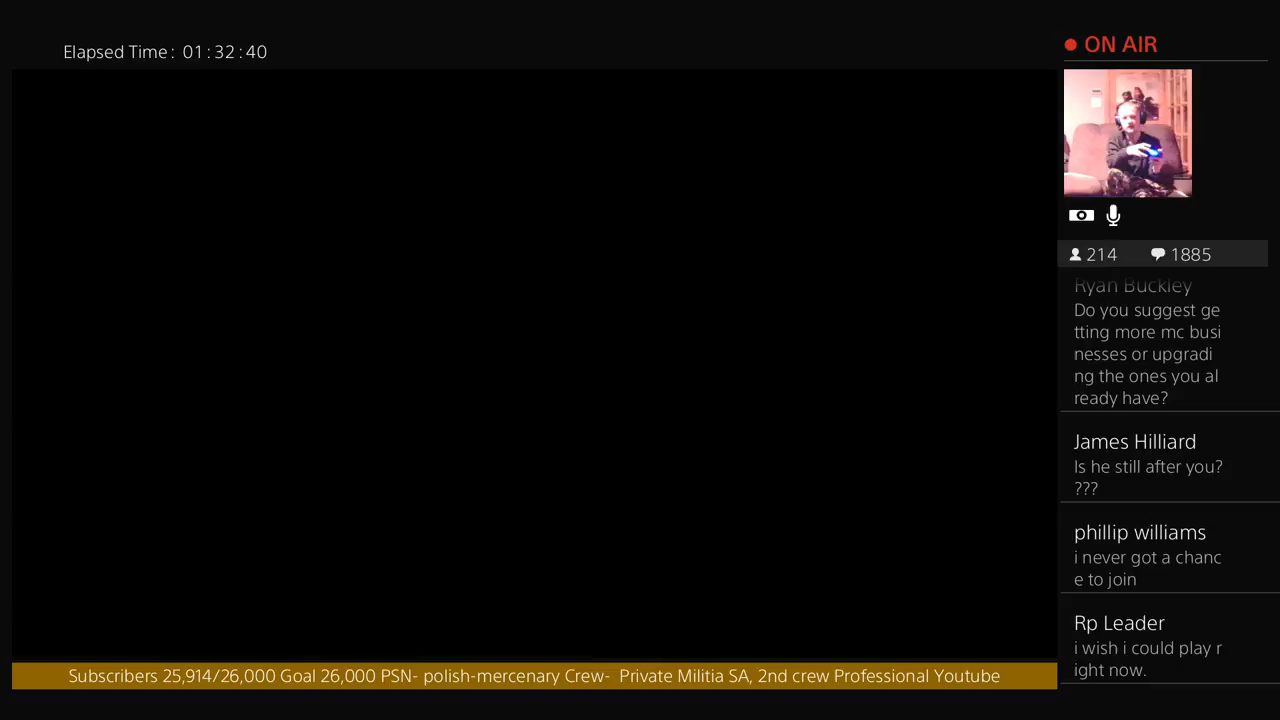 Elapsed Time: 01:32:40
ON AIR
214 1885
Ryan Buckley
Do you suggest ge
tting more mc busi
nesses or upgradi
ng the ones you al
ready have?
James Hilliard
Is he still after you?
???
phillip williams
i never got a chanc
e to join
Rp Leader
i wish i could play r
ight now.
Subscribers 25,914/26,000 Goal 26,000 PSN- polish-mercenary Crew- Private Militia SA, 2nd crew Professional Youtube